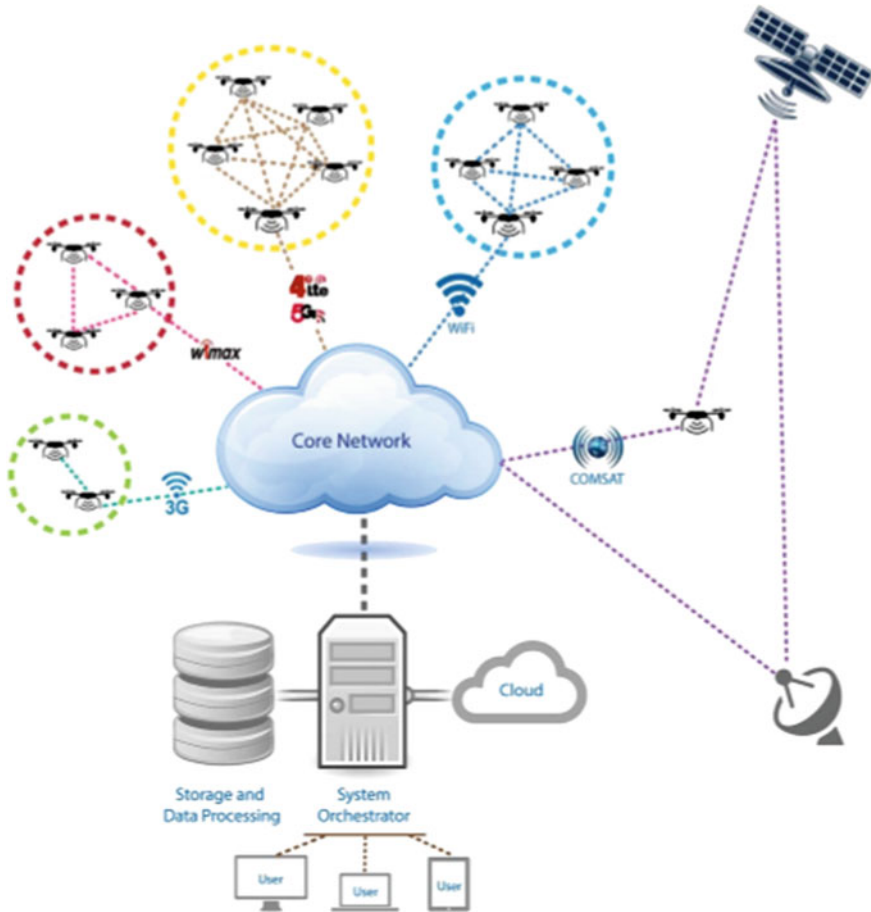 4G lte
5G
WiFi
wimax
Core Network
3G
COMSAT
Cloud
Storage and
Data Processing
System
Orchestrator
User
User
User